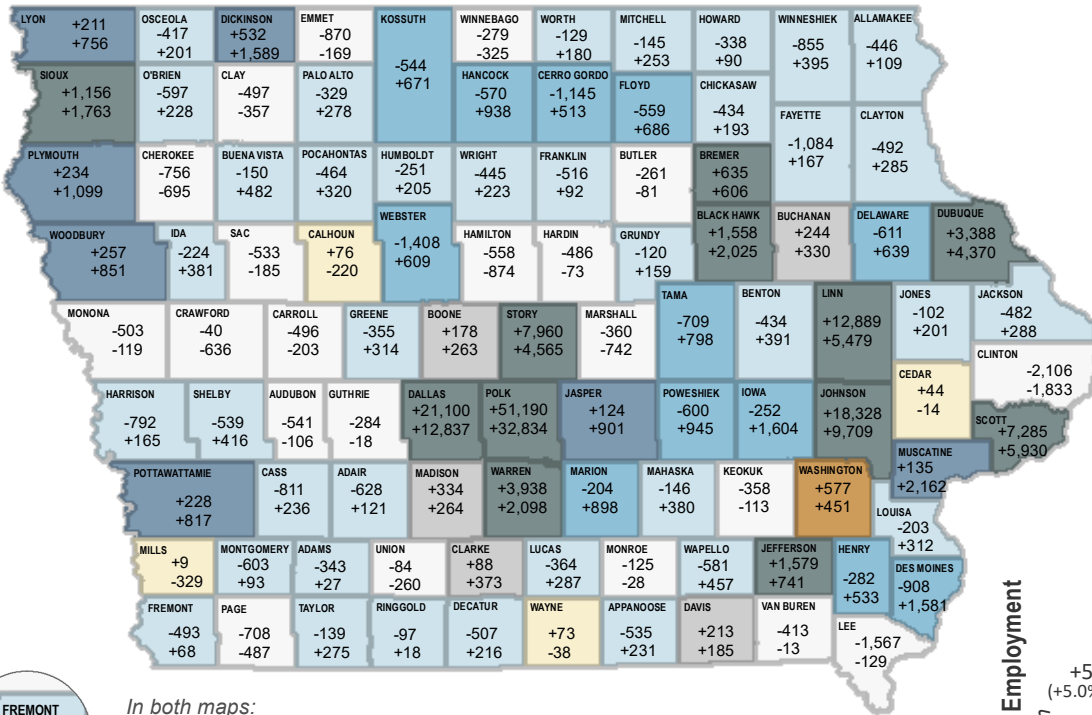 LYON
+211
+756
OSCEOLA
-417
+201
DICKINSON
+532
+1,589
EMMET
-870
-169
KOSSUTH
-544
+671
WINNEBAGO
-279
-325
WORTH
-129
+180
MITCHELL
-145
+253
HOWARD
-338
+90
WINNESHIEK
-855
+395
ALLAMAKEE
-446
+109
SIOUX
+1,156
+1,763
O'BRIEN
-597
+228
CLAY
-497
-357
PALO ALTO
-329
+278
HANCOCK
-570
+938
CERRO GORDO
-1,145
+513
FLOYD
-559
+686
CHICKASAW
-434
+193
FAYETTE
-1,084
+167
CLAYTON
-492
+285
PLYMOUTH
+234
+1,099
CHEROKEE
-756
-695
BUENA VISTA
-150
+482
POCAHONTAS
-464
+320
HUMBOLDT
-251
+205
WRIGHT
-445
+223
FRANKLIN
-516
+92
BUTLER
-261
-81
BREMER
+635
+606
WOODBURY
+257
+851
IDA
-224
+381
SAC
-533
-185
CALHOUN
+76
-220
WEBSTER
-1,408
+609
HAMILTON
-558
-874
HARDIN
-486
-73
GRUNDY
-120
+159
BLACK HAWK
+1,558
+2,025
BUCHANAN
+244
+330
DELAWARE
-611
+639
DUBUQUE
+3,388
+4,370
MONONA
-503
-119
CRAWFORD
-40
-636
CARROLL
-496
-203
GREENE
-355
+314
BOONE
+178
+263
STORY
+7,960
+4,565
MARSHALL
-360
-742
TAMA
-709
+798
BENTON
-434
+391
LINN
+12,889
+5,479
JONES
-102
+201
JACKSON
-482
+288
CLINTON
-2,106
-1,833
CEDAR
+44
-14
HARRISON
-792
+165
SHELBY
-539
+416
AUDUBON
-541
-106
GUTHRIE
-284
-18
DALLAS
+21,100
+12,837
POLK
+51,190
+32,834
JASPER
+124
+901
POWESHIEK
-600
+945
IOWA
-252
+1,604
JOHNSON
+18,328
+9,709
SCOTT
+7,285
+5,930
MUSCATINE
+135
+2,162
POTTAWATTAMIE
+228
+817
CASS
-811
+236
ADAIR
-628
+121
MADISON
+334
+264
WARREN
+3,938
+2,098
MARION
-204
+898
MAHASKA
-146
+380
KEOKUK
-358
-113
WASHINGTON
+577
+451
LOUISA
-203
+312
MILLS
+9
-329
MONTGOMERY
-603
+93
ADAMS
-343
+27
UNION
-84
-260
CLARKE
+88
+373
LUCAS
-364
+287
MONROE
-125
-28
WAPELLO
-581
+457
JEFFERSON
+1,579
+741
HENRY
-282
+533
DES MOINES
-908
+1,581
FREMONT
-493
+68
PAGE
-708
-487
TAYLOR
-139
+275
RINGGOLD
-97
+18
DECATUR
-507
+216
WAYNE
+73
-38
APPANOOSE
-535
+231
DAVIS
+213
+185
VAN BUREN
-413
-13
LEE
-1,567
-129
Employment
+5
(+5.0%
FREMONT
In both maps: